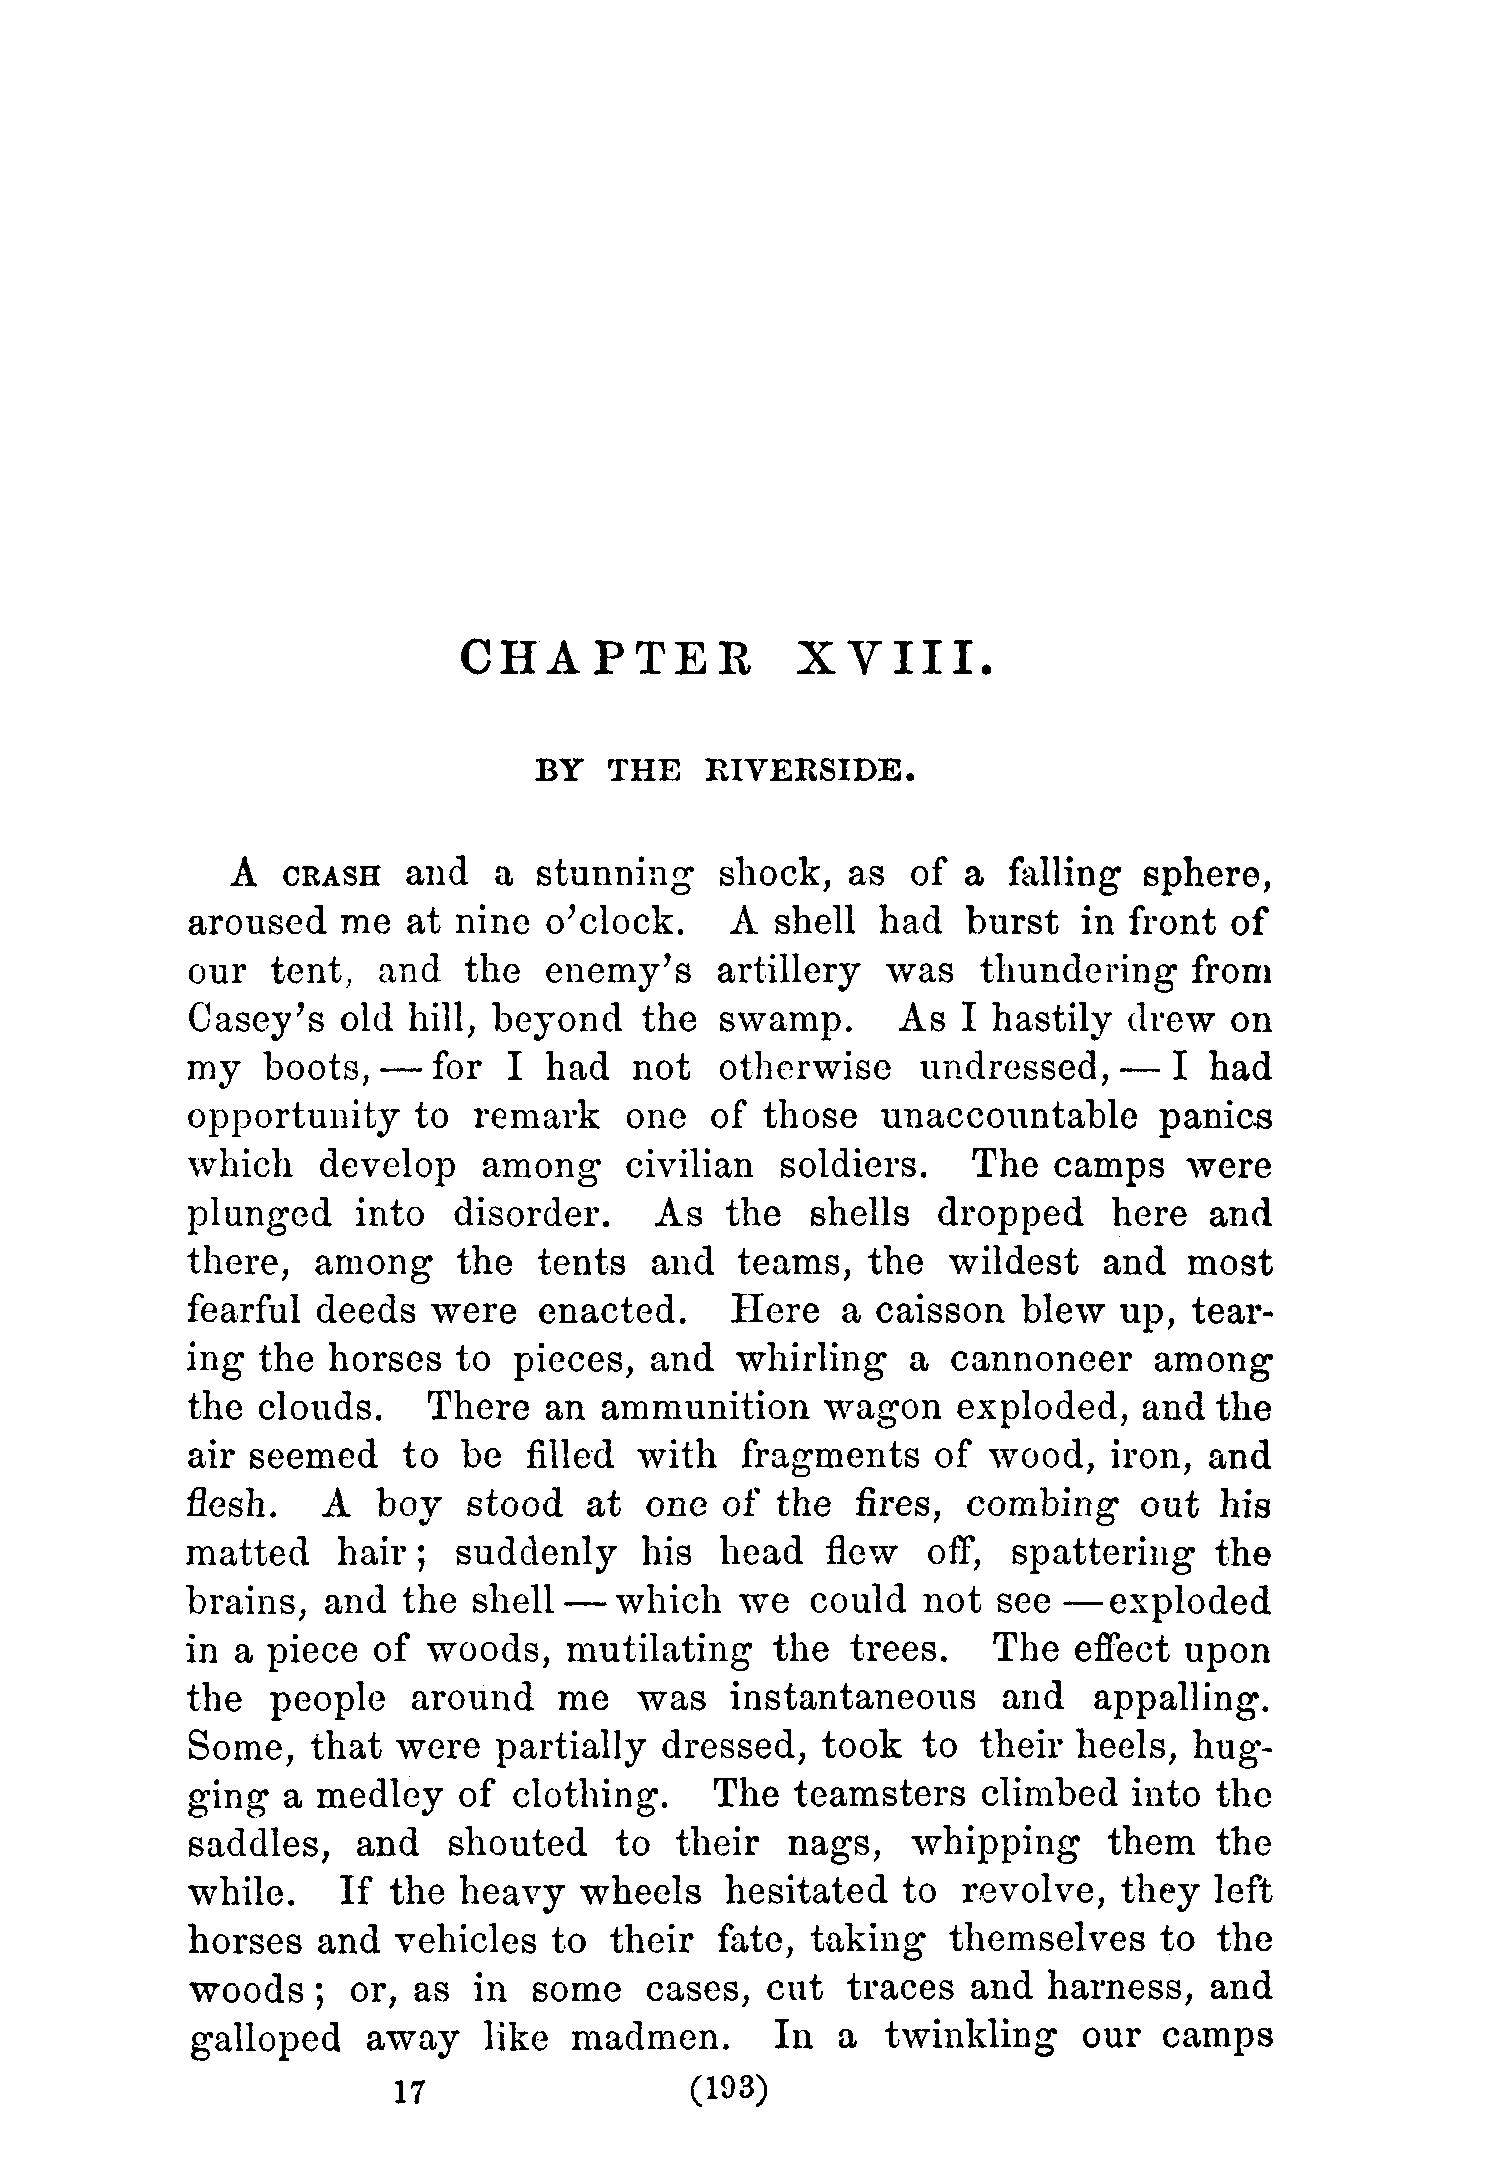 CHAPTER XVIII.
BY THE RIVERSIDE.
A CRASH and a stunning shock, as of a falling sphere,
aroused me at nine o'clock. A shell had burst in front of
our tent, and the enemy's artillery was thundering from
Casey's old hill, beyond the swamp. As I hastily drew on
my boots, — for I had not otherwise undressed, — I had
opportunity to remark one of those unaccountable panics
which develop among civilian soldiers. The camps were
plunged into disorder. As the shells dropped here and
there, among the tents and teams, the wildest and most
fearful deeds were enacted. Here a caisson blew up, tear-
ing the horses to pieces, and whirling a cannoneer among
the clouds. There an ammunition wagon exploded, and the
air seemed to be filled with fragments of wood, iron, and
flesh. A boy stood at one of the fires, combing out his
matted hair; suddenly his head flew off, spattering the
brains, and the shell — which we could not see — exploded
in a piece of woods, mutilating the trees. The effect upon
the people around me was instantaneous and appalling.
Some, that were partially dressed, took to their heels, hug-
ging a medley of clothing. The teamsters climbed into the
saddles, and shouted to their nags, whipping them the
while. If the heavy wheels hesitated to revolve, they left
horses and vehicles to their fate, taking themselves to the
woods; or, as in some cases, cut traces and harness, and
galloped away like madmen. In a twinkling our camps
17 (193)